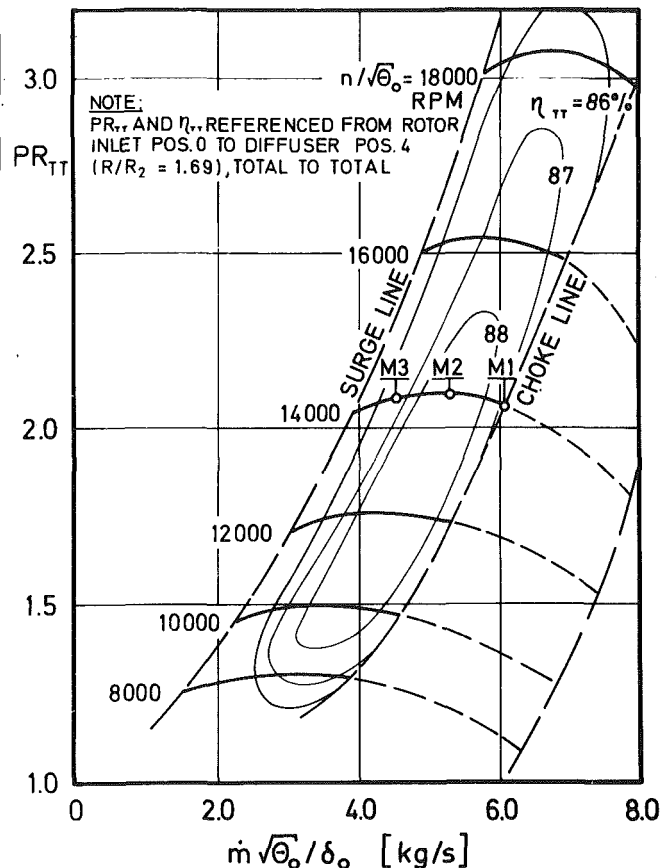 3.0
n/√Θ₀ = 18000
RPM
η_TT = 86%
NOTE:
PR_TT AND η_TT REFERENCED FROM ROTOR
INLET POS.0 TO DIFFUSER POS. 4
(R/R₂ = 1.69), TOTAL TO TOTAL
PR_TT
87
2.5
16000
SURGE LINE
CHOKE LINE
88
M3
M2
M1
2.0
14000
12000
1.5
10000
8000
1.0
0
2.0
4.0
6.0
8.0
ṁ √Θ₀/δ₀ [kg/s]